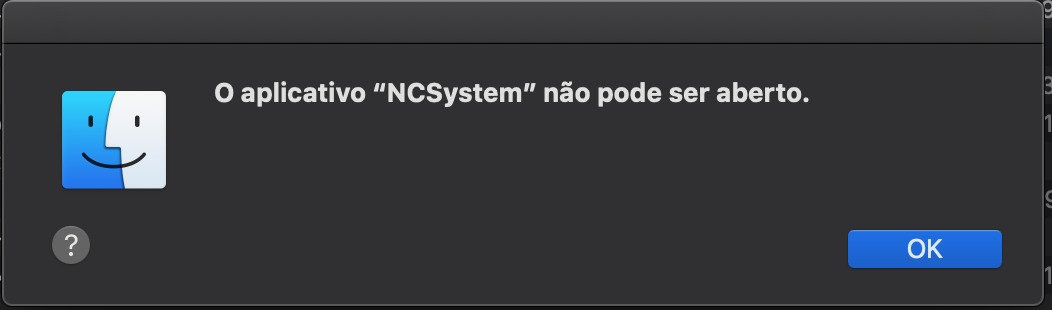 O aplicativo “NCSystem” não pode ser aberto.
?
OK